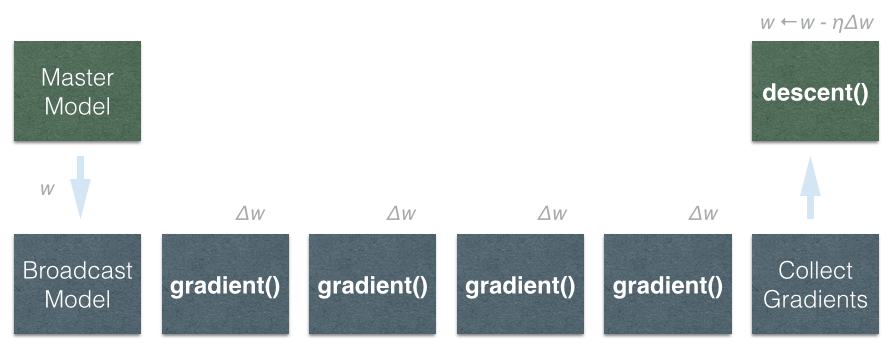 w ←w - ηΔw
Master
Model
descent()
w
Δw
Δw
Δw
Δw
Broadcast
Model
gradient()
gradient()
gradient()
gradient()
Collect
Gradients